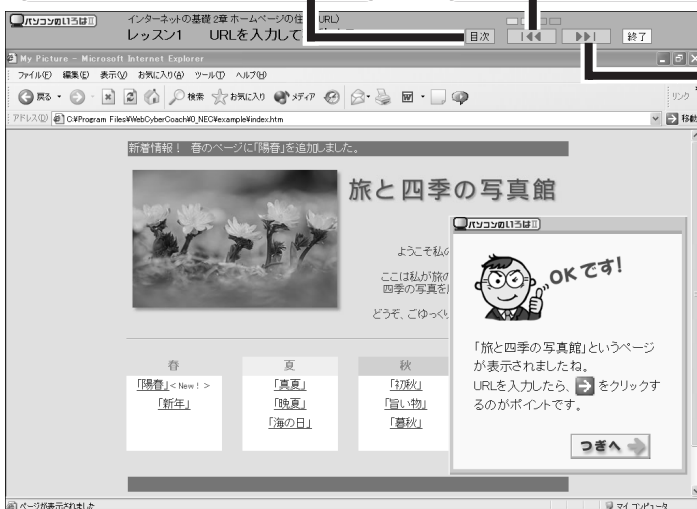 パソコンのいろはⅡ
インターネットの基礎 2章 ホームページの住 URL)
レッスン1 URLを入力して
目次
終了
My Picture - Microsoft Internet Explorer
ファイル(F) 編集(E) 表示(V) お気に入り(A) ツール(T) ヘルプ(H)
戻る 検索 お気に入り メディア リンク
アドレス(D) C:¥Program Files¥WebCyberCoach¥0_NEC¥example¥index.htm 移動
新着情報! 春のページに「陽春」を追加しました。
旅と四季の写真館
ようこそ私の
ここは私が旅の
四季の写真を
どうぞ、ごゆっくり
春 夏 秋
「陽春」< New! > 「真夏」 「初秋」
「新年」 「晩夏」 「旨い物」
「海の日」 「暮秋」
パソコンのいろはⅡ
OKです!
「旅と四季の写真館」というページ
が表示されましたね。
URLを入力したら、 をクリックす
るのがポイントです。
つぎへ
ページが表示されました マイ コンピュータ